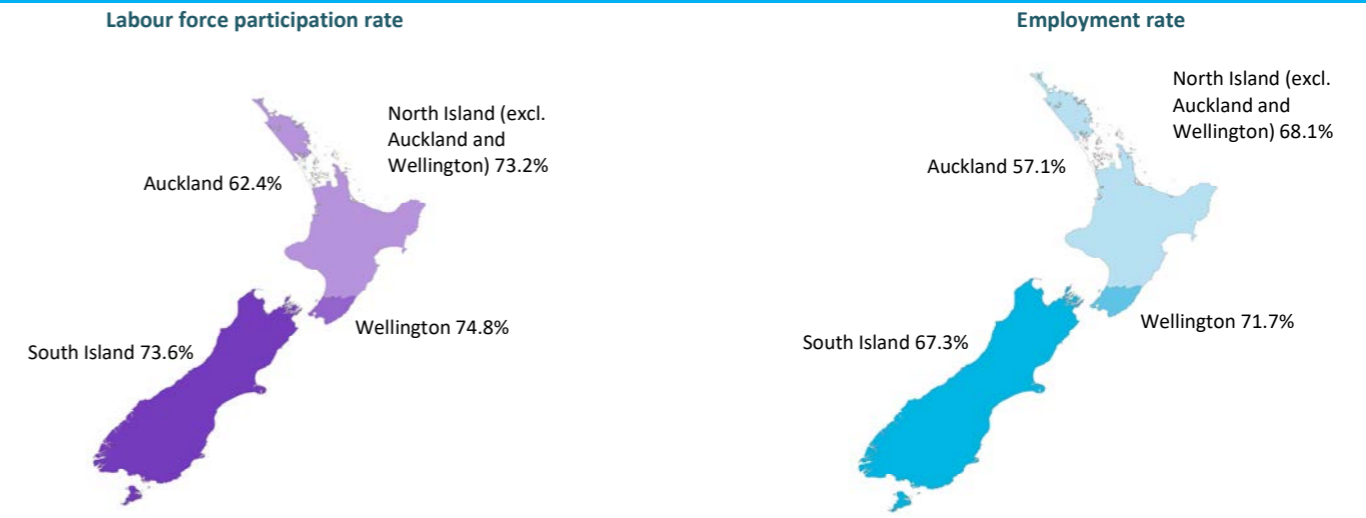 Labour force participation rate
North Island (excl.
Auckland and
Wellington) 73.2%
Auckland 62.4%
Wellington 74.8%
South Island 73.6%
Employment rate
North Island (excl.
Auckland and
Wellington) 68.1%
Auckland 57.1%
Wellington 71.7%
South Island 67.3%